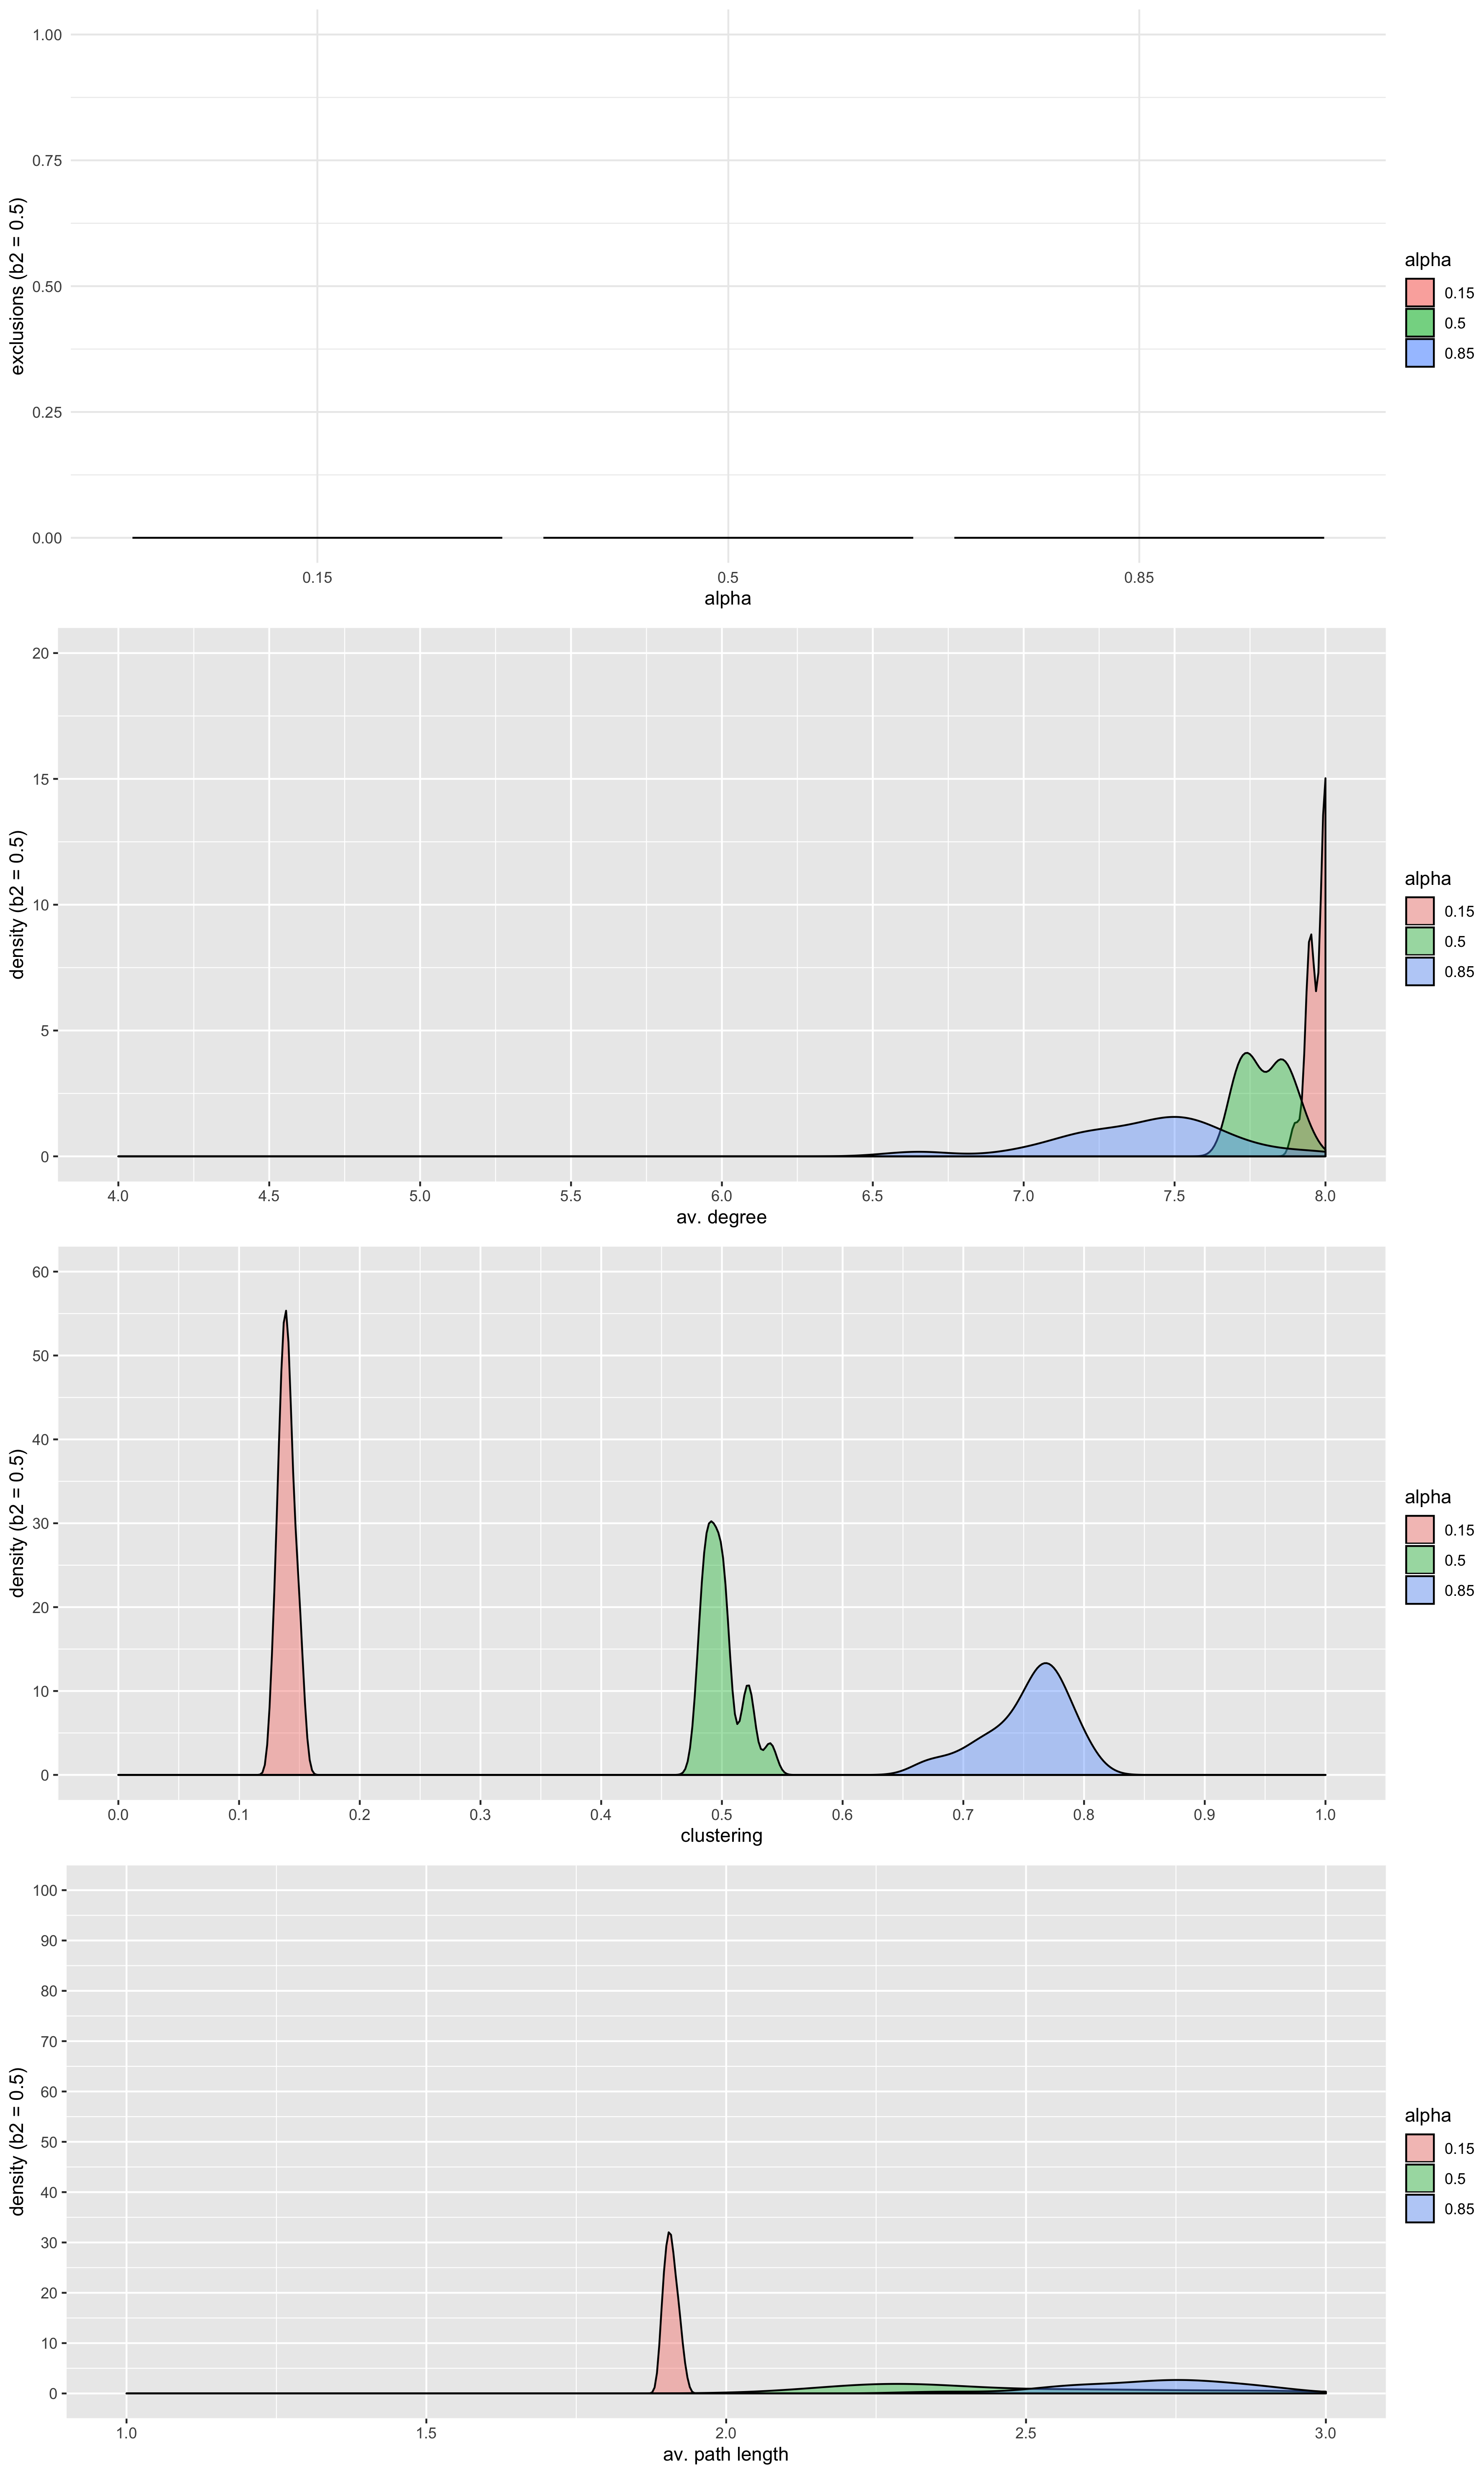 exclusions (b2 = 0.5)
1.00
0.75
0.50
0.25
0.00
0.15 0.5 0.85
alpha
alpha
0.15
0.5
0.85
density (b2 = 0.5)
20
15
10
5
0
4.0 4.5 5.0 5.5 6.0 6.5 7.0 7.5 8.0
av. degree
alpha
0.15
0.5
0.85
density (b2 = 0.5)
60
50
40
30
20
10
0
0.0 0.1 0.2 0.3 0.4 0.5 0.6 0.7 0.8 0.9 1.0
clustering
alpha
0.15
0.5
0.85
density (b2 = 0.5)
100
90
80
70
60
50
40
30
20
10
0
1.0 1.5 2.0 2.5 3.0
av. path length
alpha
0.15
0.5
0.85